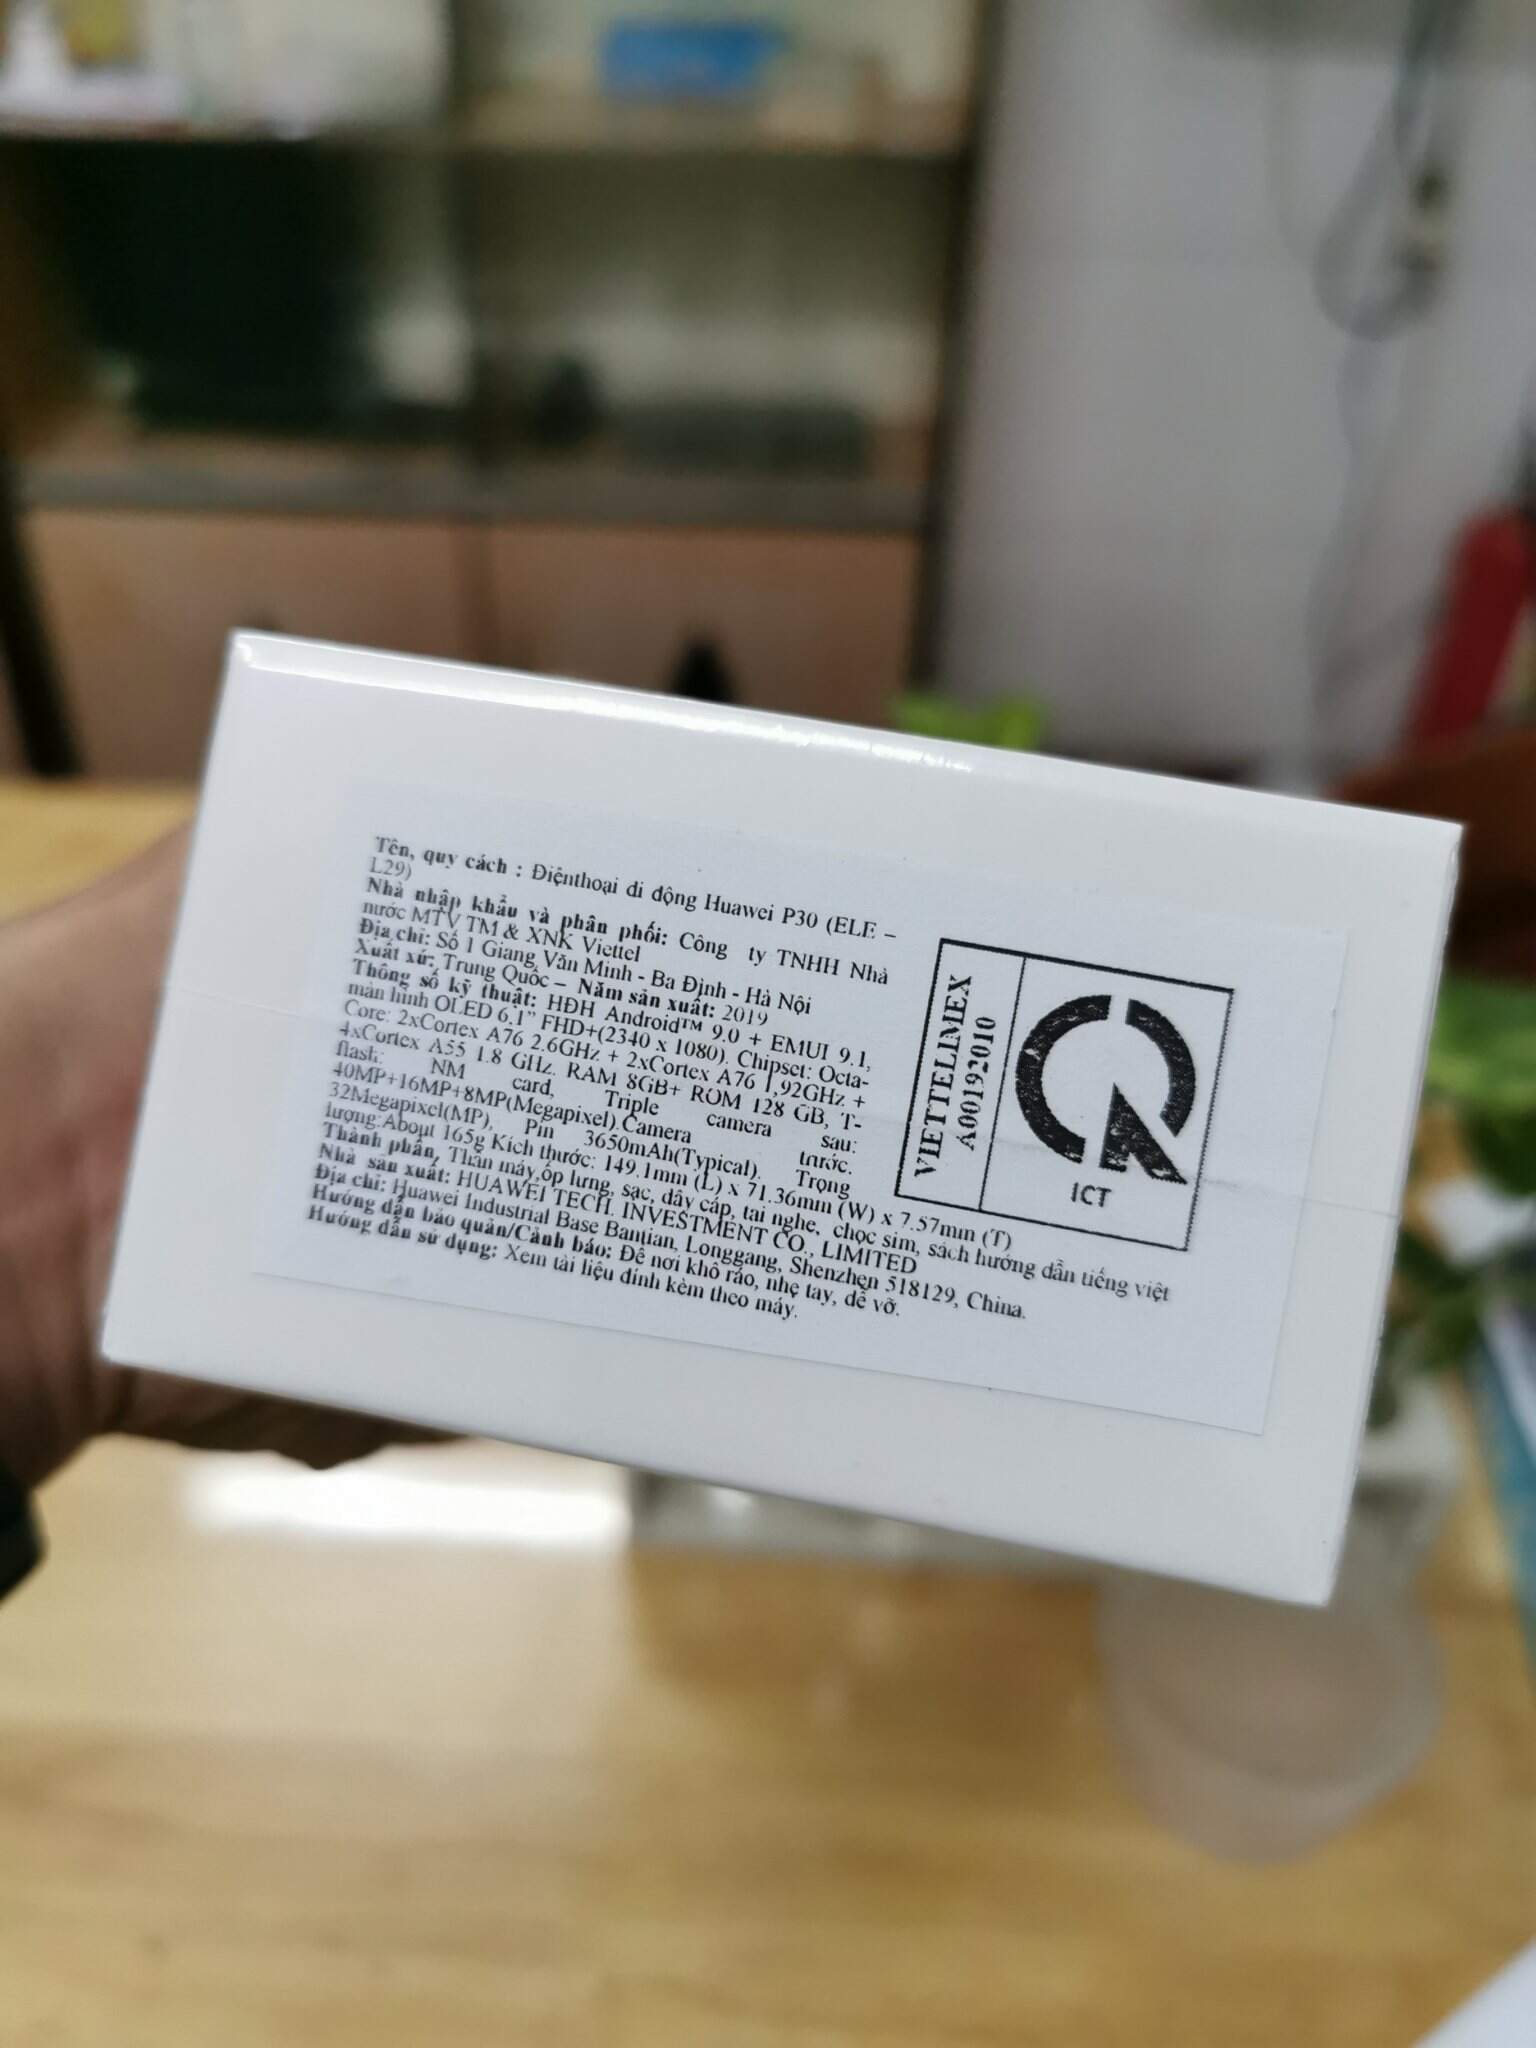 Tên, quy cách : Điệnthoại di động Huawei P30 (ELE –
L29)
Nhà nhập khẩu và phân phối: Công ty TNHH Nhà
nước MTV TM & XNK Viettel
Địa chỉ: Số 1 Giang Văn Minh - Ba Đình - Hà Nội
Xuất xứ: Trung Quốc – Năm sản xuất: 2019
Thông số kỹ thuật: HĐH Android™ 9.0 + EMUI 9.1,
màn hình OLED 6.1” FHD+(2340 x 1080). Chipset: Octa-
Core: 2xCortex A76 2.6GHz + 2xCortex A76 1,92GHz +
4xCortex A55 1.8 GHz. RAM 8GB+ ROM 128 GB, T-
flash: NM card, Triple camera sau:
40MP+16MP+8MP(Megapixel).Camera trước.
32Megapixel(MP), Pin 3650mAh(Typical). Trọng
lượng:About 165g Kích thước: 149.1mm (L) x 71.36mm (W) x 7.57mm (T)
Thành phần, Thân máy,ốp lưng, sạc, dây cáp, tai nghe, chọc sim, sách hướng dẫn tiếng việt
Nhà sản xuất: HUAWEI TECH. INVESTMENT CO., LIMITED
Địa chỉ: Huawei Industrial Base Bantian, Longgang, Shenzhen 518129, China.
Hướng dẫn bảo quản/Cảnh báo: Để nơi khô ráo, nhẹ tay, dễ vỡ.
Hướng dẫn sử dụng: Xem tài liệu đính kèm theo máy.
VIETTELIMEX
A00192010
ICT